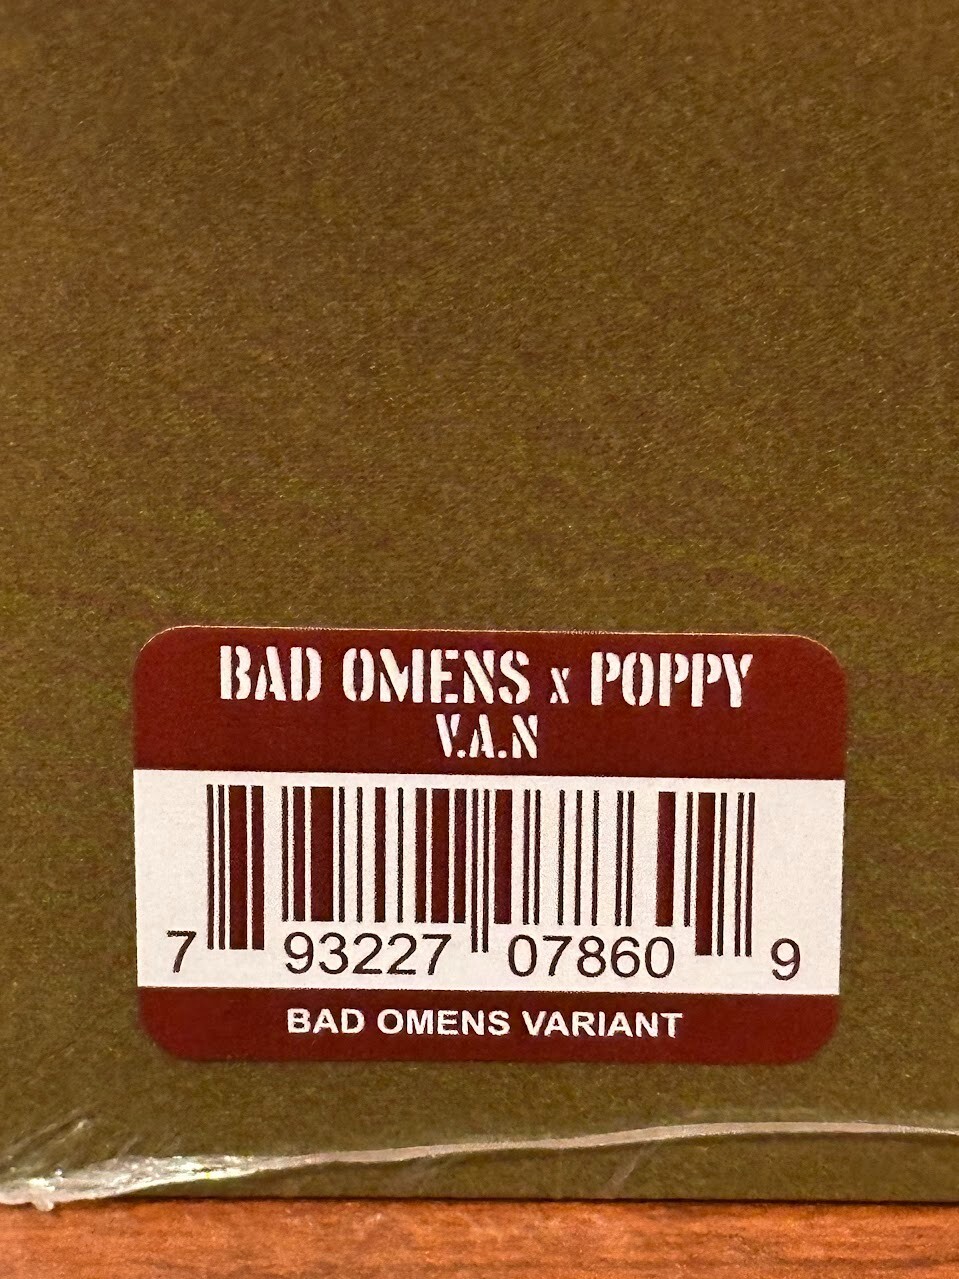 BAD OMENS x POPPY
V.A.N
7 93227 07860 9
BAD OMENS VARIANT